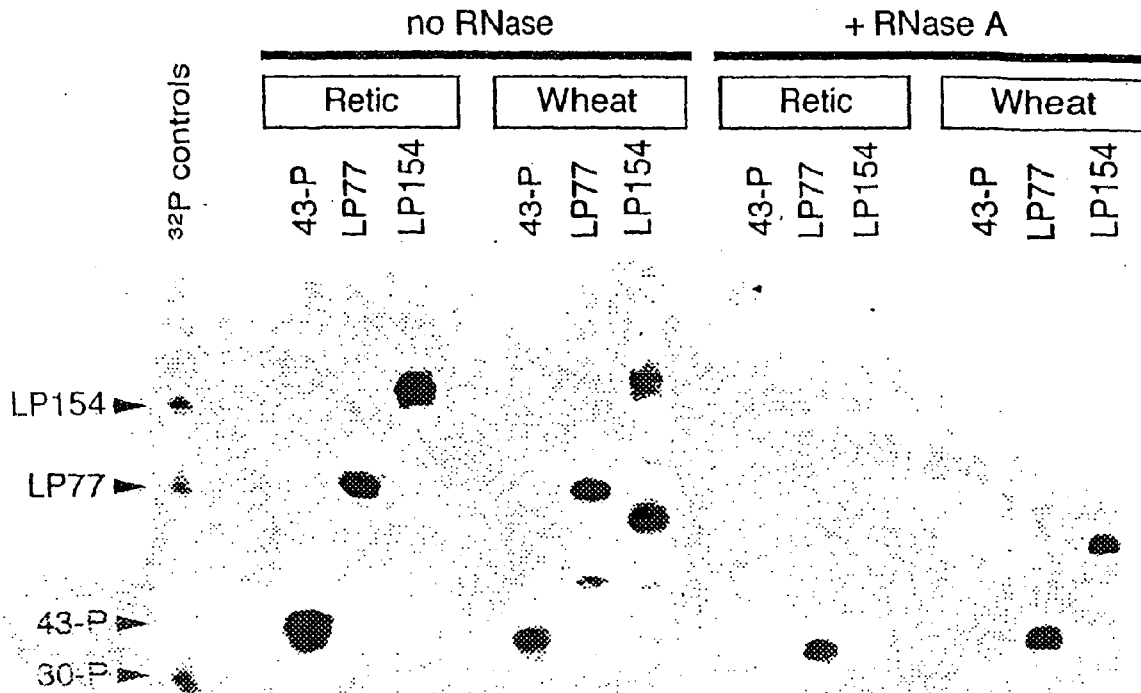 no RNase + RNase A
Retic Wheat Retic Wheat
32P controls 43-P LP77 LP154 43-P LP77 LP154 43-P LP77 LP154 43-P LP77 LP154
LP154
LP77
43-P
30-P